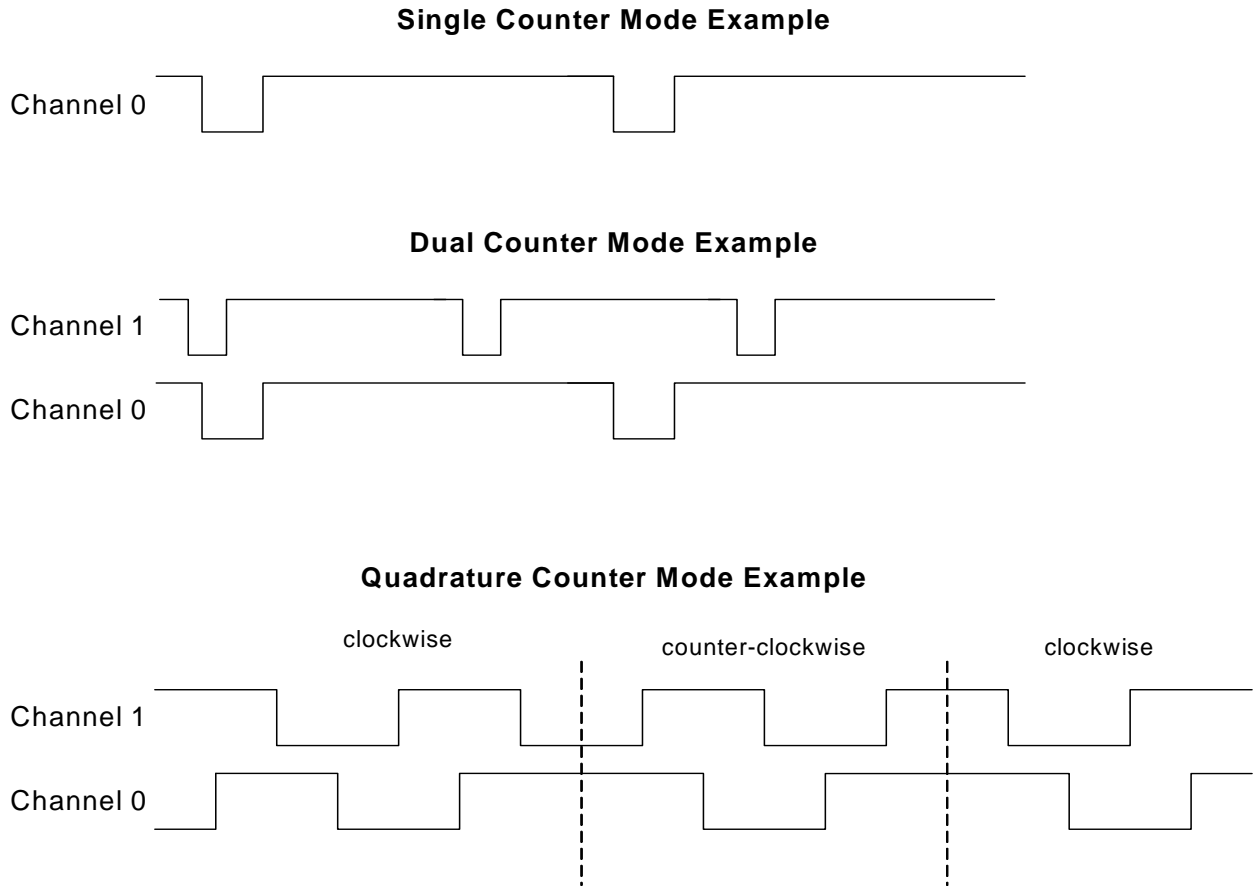 Single Counter Mode Example
Channel 0
Dual Counter Mode Example
Channel 1
Channel 0
Quadrature Counter Mode Example
clockwise counter-clockwise clockwise
Channel 1
Channel 0